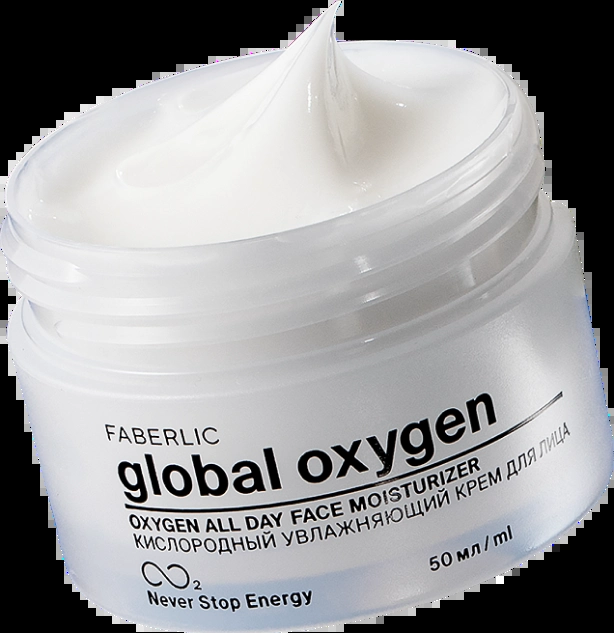 FABERLIC
global oxygen
OXYGEN ALL DAY FACE MOISTURIZER
КИСЛОРОДНЫЙ УВЛАЖНЯЮЩИЙ КРЕМ ДЛЯ ЛИЦА
CO₂
Never Stop Energy
50 мл / ml